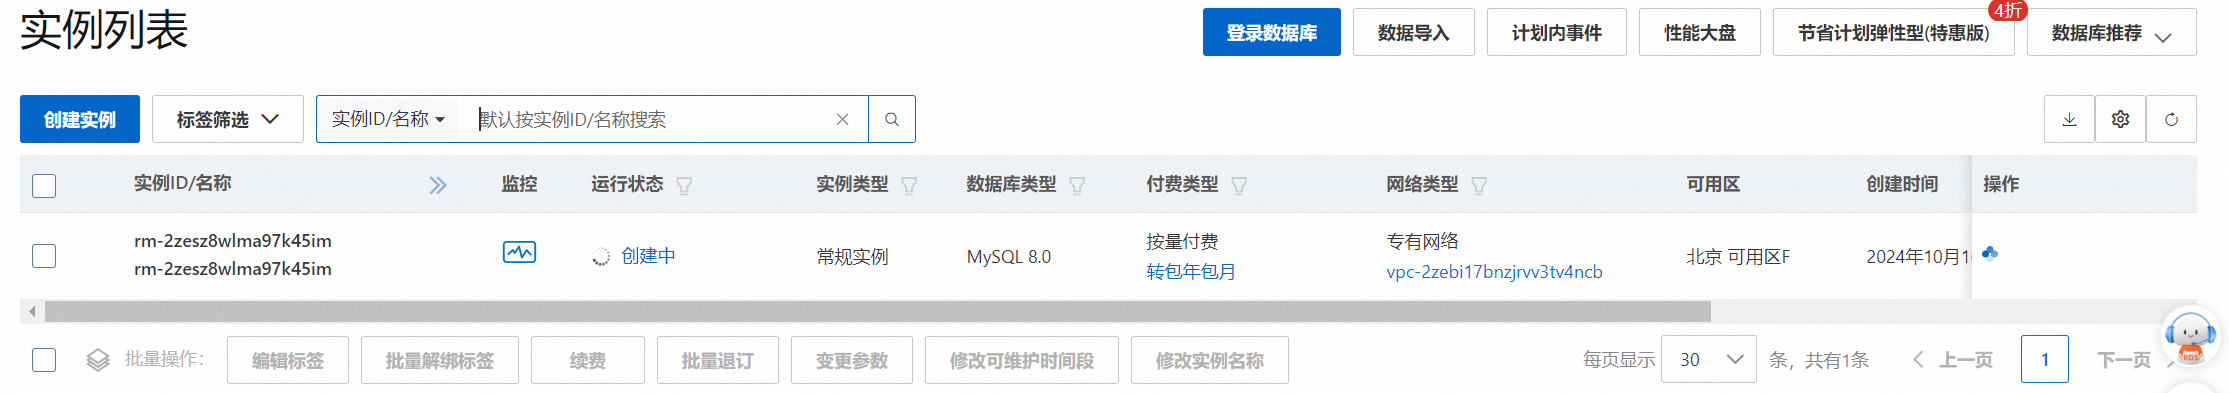 实例列表
登录数据库 数据导入 计划内事件 性能大盘 节省计划弹性型(特惠版) 4折 数据库推荐
创建实例 标签筛选 实例ID/名称 默认按实例ID/名称搜索
实例ID/名称 监控 运行状态 实例类型 数据库类型 付费类型 网络类型 可用区 创建时间 操作
rm-2zesz8wlma97k45im
rm-2zesz8wlma97k45im
创建中
常规实例
MySQL 8.0
按量付费
转包年包月
专有网络
vpc-2zebi17bnzjrvv3tv4ncb
北京 可用区F
2024年10月1
批量操作: 编辑标签 批量解绑标签 续费 批量退订 变更参数 修改可维护时间段 修改实例名称 每页显示 30 条，共有1条 上一页 1 下一页
RDS